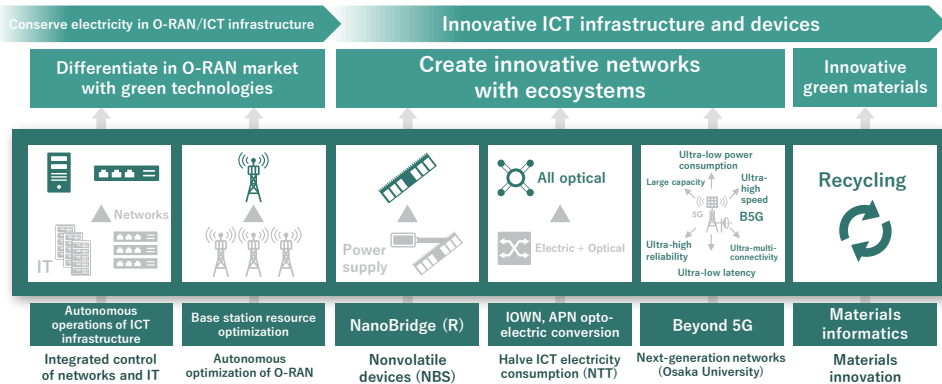 Conserve electricity in O-RAN/ICT infrastructure
Innovative ICT infrastructure and devices
Differentiate in O-RAN market
with green technologies
Create innovative networks
with ecosystems
Innovative
green materials
Networks
IT
Power
supply
All optical
Electric + Optical
Ultra-low power
consumption
Large capacity
Ultra-
high
speed
5G
B5G
Ultra-high
reliability
Ultra-multi-
connectivity
Ultra-low latency
Recycling
Autonomous
operations of ICT
infrastructure
Base station resource
optimization
NanoBridge (R)
IOWN, APN opto-
electric conversion
Beyond 5G
Materials
informatics
Integrated control
of networks and IT
Autonomous
optimization of O-RAN
Nonvolatile
devices (NBS)
Halve ICT electricity
consumption (NTT)
Next-generation networks
(Osaka University)
Materials
innovation